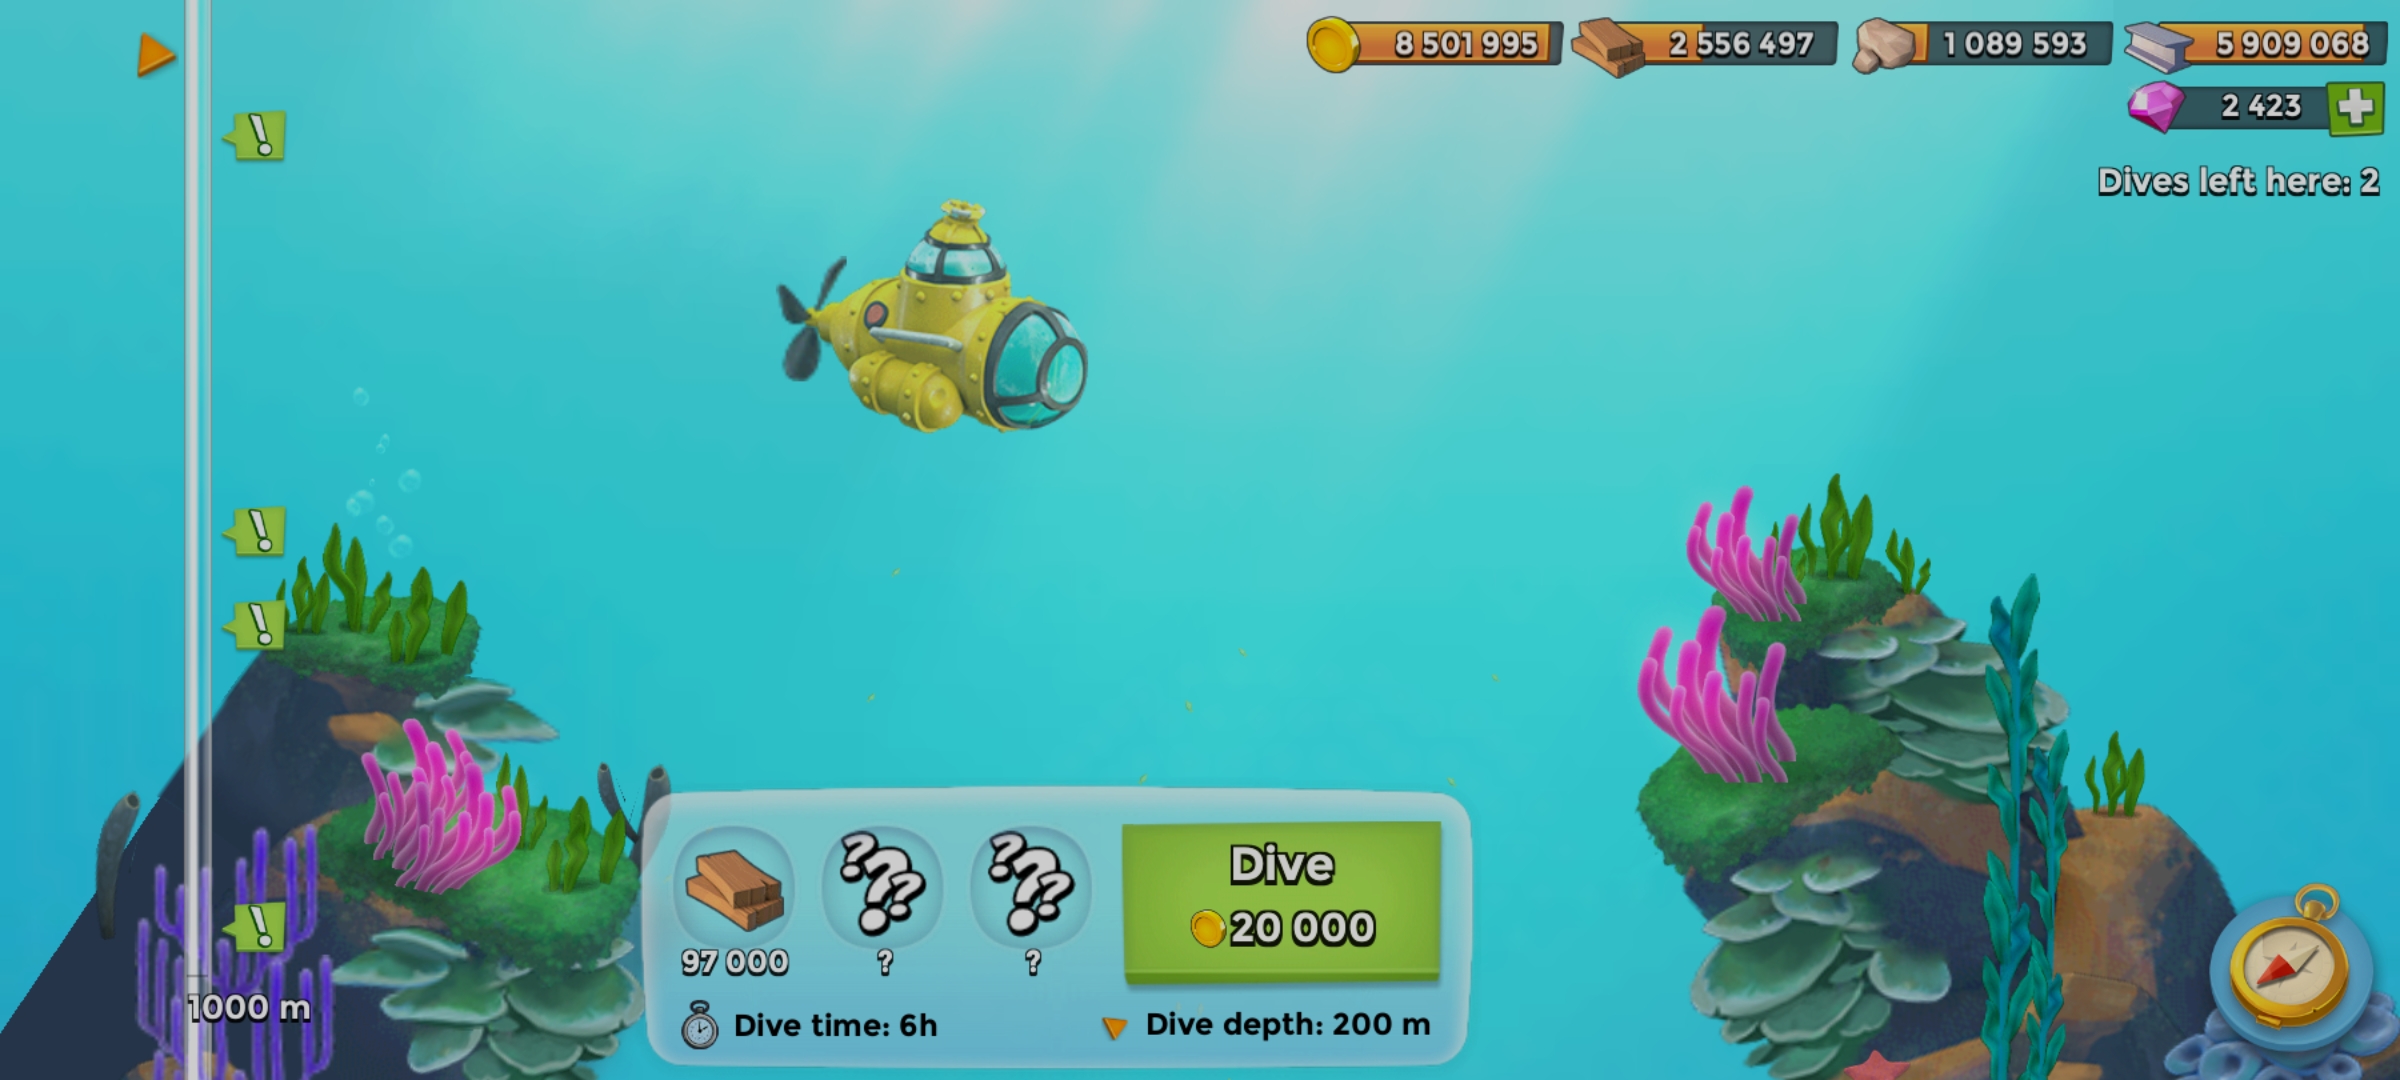 8 501 995
2 556 497
1 089 593
5 909 068
2 423
Dives left here: 2
!
!
!
!
1000 m
???
???
97 000
?
?
Dive
20 000
Dive time: 6h
Dive depth: 200 m